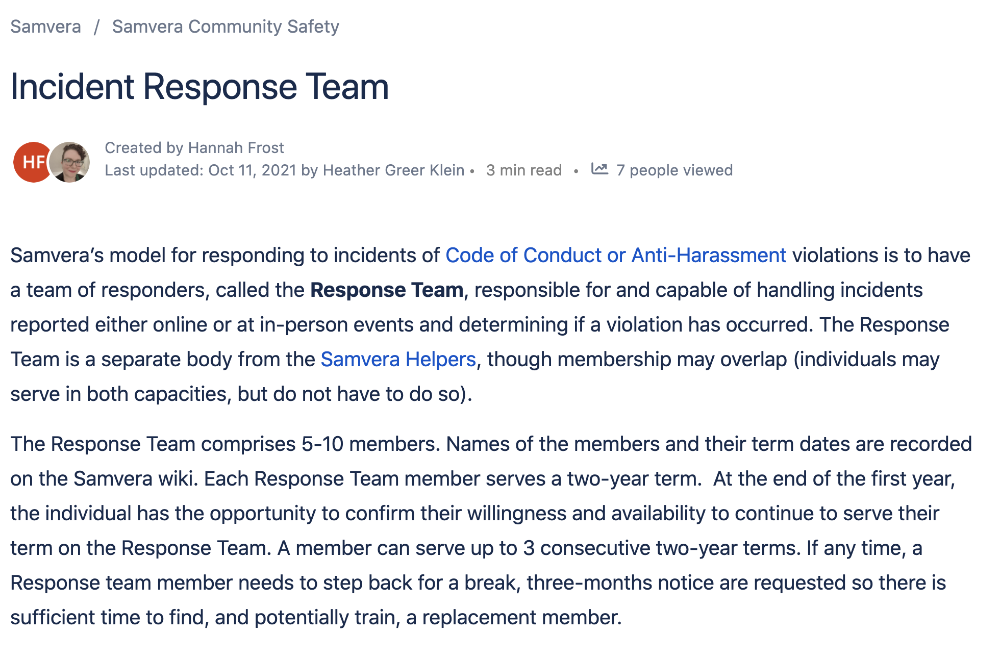 Samvera / Samvera Community Safety
Incident Response Team
HF
Created by Hannah Frost
Last updated: Oct 11, 2021 by Heather Greer Klein • 3 min read • 7 people viewed
Samvera’s model for responding to incidents of Code of Conduct or Anti-Harassment violations is to have
a team of responders, called the Response Team, responsible for and capable of handling incidents
reported either online or at in-person events and determining if a violation has occurred. The Response
Team is a separate body from the Samvera Helpers, though membership may overlap (individuals may
serve in both capacities, but do not have to do so).
The Response Team comprises 5-10 members. Names of the members and their term dates are recorded
on the Samvera wiki. Each Response Team member serves a two-year term.  At the end of the first year,
the individual has the opportunity to confirm their willingness and availability to continue to serve their
term on the Response Team. A member can serve up to 3 consecutive two-year terms. If any time, a
Response team member needs to step back for a break, three-months notice are requested so there is
sufficient time to find, and potentially train, a replacement member.